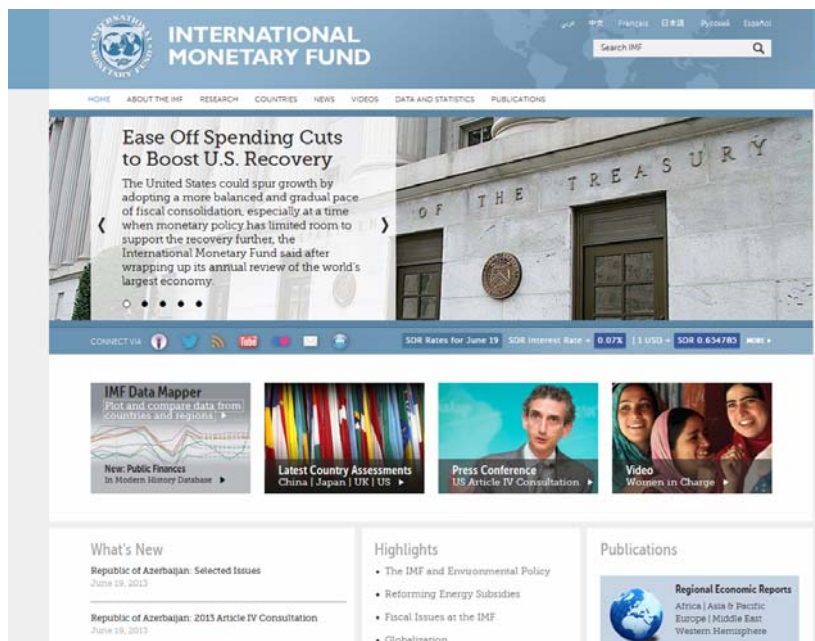 INTERNATIONAL
MONETARY FUND
عربي 中文 Français 日本語 Русский Español
Search IMF
HOME ABOUT THE IMF RESEARCH COUNTRIES NEWS VIDEOS DATA AND STATISTICS PUBLICATIONS
Ease Off Spending Cuts
to Boost U.S. Recovery
The United States could spur growth by
adopting a more balanced and gradual pace
of fiscal consolidation, especially at a time
when monetary policy has limited room to
support the recovery further, the
International Monetary Fund said after
wrapping up its annual review of the world's
largest economy.
OF THE TREASURY
CONNECT VIA
You
Tube
SDR Rates for June 19 SDR Interest Rate = 0.07% | 1 USD = SDR 0.654785 MORE
IMF Data Mapper
Plot and compare data from
countries and regions
New: Public Finances
In Modern History Database
Latest Country Assessments
China | Japan | UK | US
Press Conference
US Article IV Consultation
Video
Women in Charge
What's New
Republic of Azerbaijan: Selected Issues
June 19, 2013
Republic of Azerbaijan: 2013 Article IV Consultation
June 19, 2013
Highlights
• The IMF and Environmental Policy
• Reforming Energy Subsidies
• Fiscal Issues at the IMF
• Globalization
Publications
Regional Economic Reports
Africa | Asia & Pacific
Europe | Middle East
Western Hemisphere